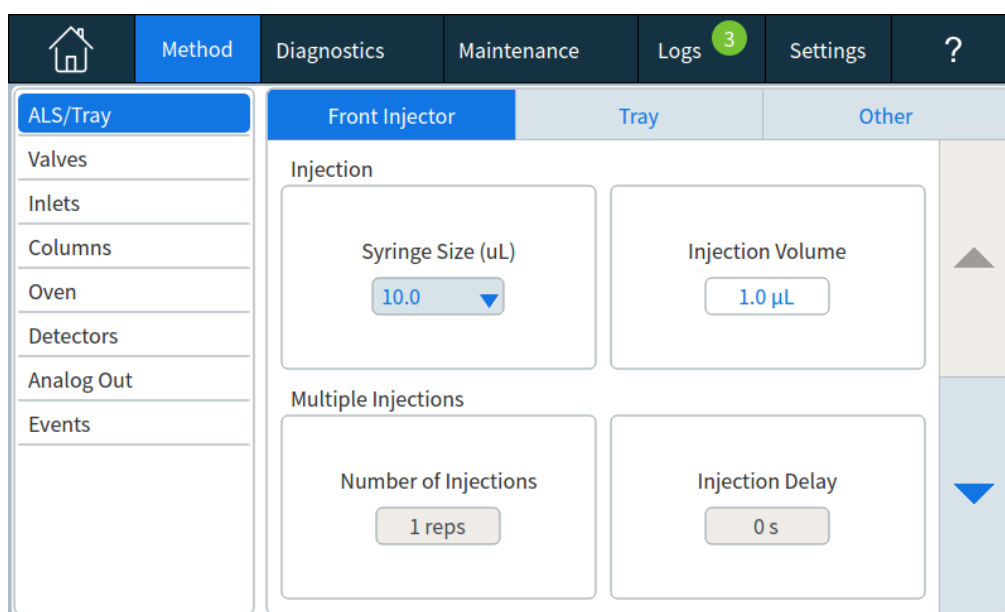 Method
Diagnostics
Maintenance
Logs
3
Settings
?
ALS/Tray
Valves
Inlets
Columns
Oven
Detectors
Analog Out
Events
Front Injector
Tray
Other
Injection
Syringe Size (uL)
10.0
Injection Volume
1.0 µL
Multiple Injections
Number of Injections
1 reps
Injection Delay
0 s